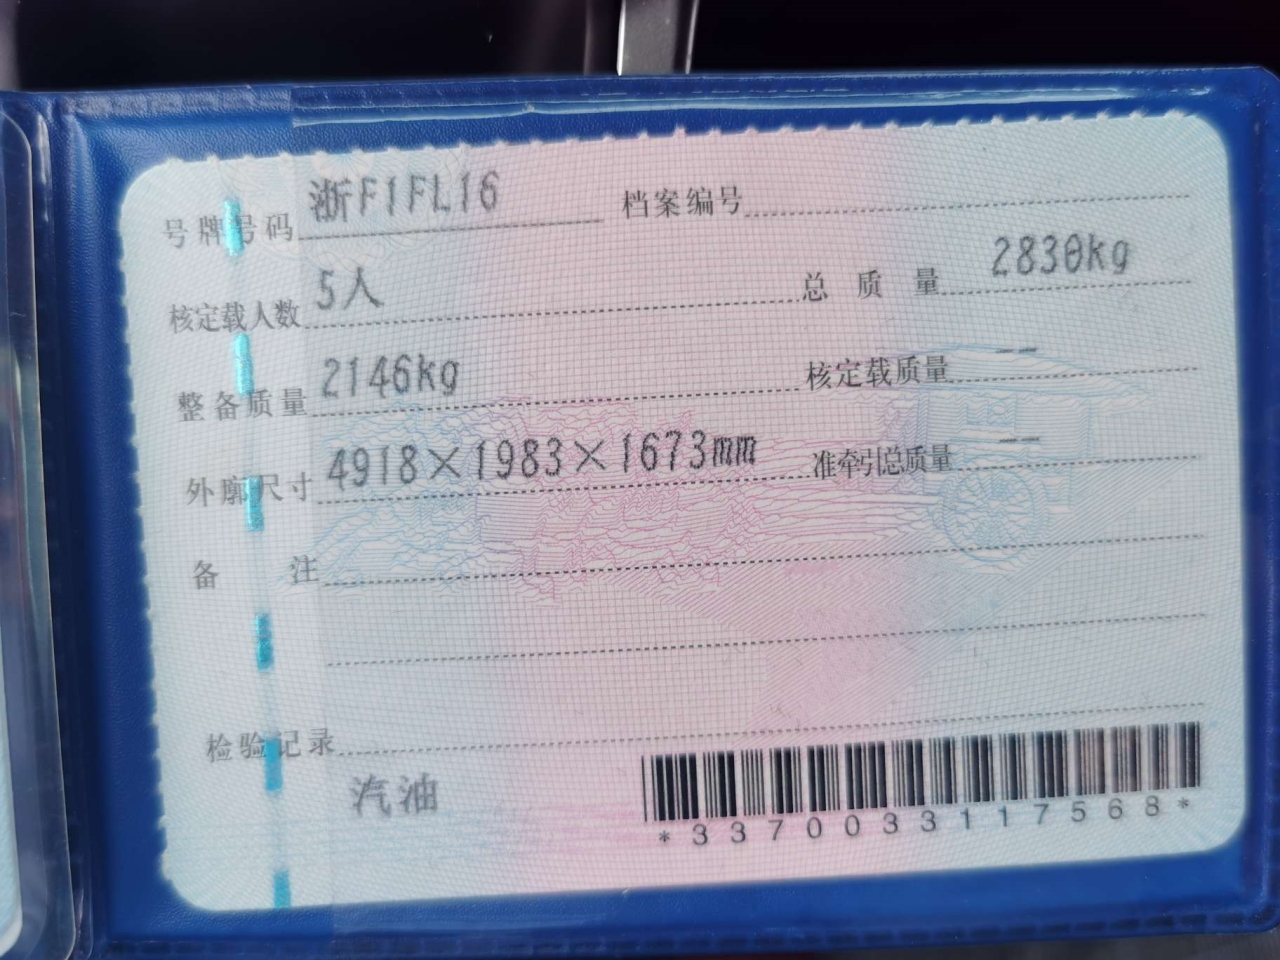 号牌号码 浙F1FL16 档案编号
核定载人数 5人 总质量 2830kg
整备质量 2146kg 核定载质量 --
外廓尺寸 4918×1983×1673mm 准牵引总质量 --
备注
检验记录
汽油
*3370033117568*